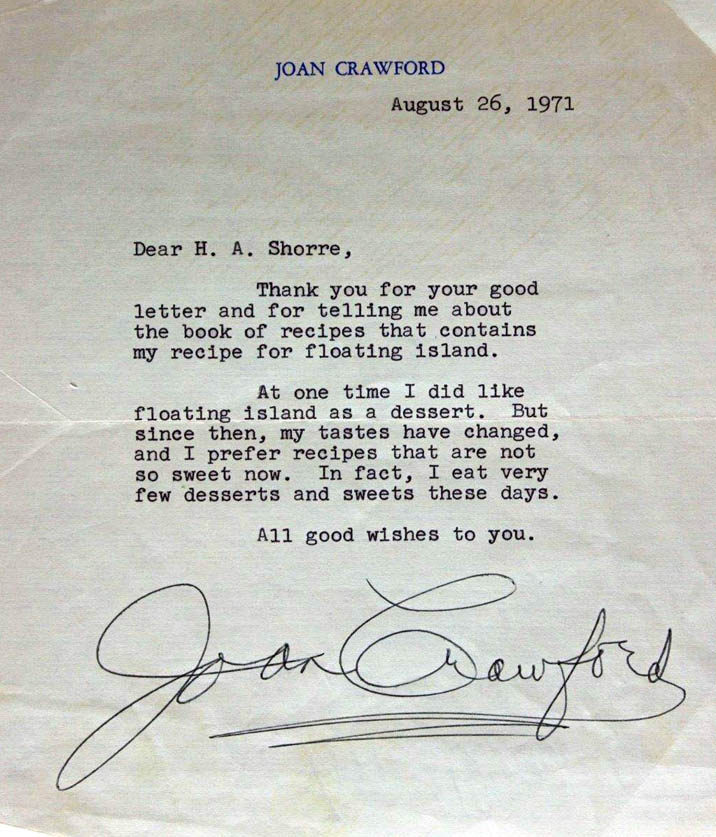 JOAN CRAWFORD
August 26, 1971
Dear H. A. Shorre,
Thank you for your good
letter and for telling me about
the book of recipes that contains
my recipe for floating island.
At one time I did like
floating island as a dessert.  But
since then, my tastes have changed,
and I prefer recipes that are not
so sweet now.  In fact, I eat very
few desserts and sweets these days.
All good wishes to you.
Joan Crawford